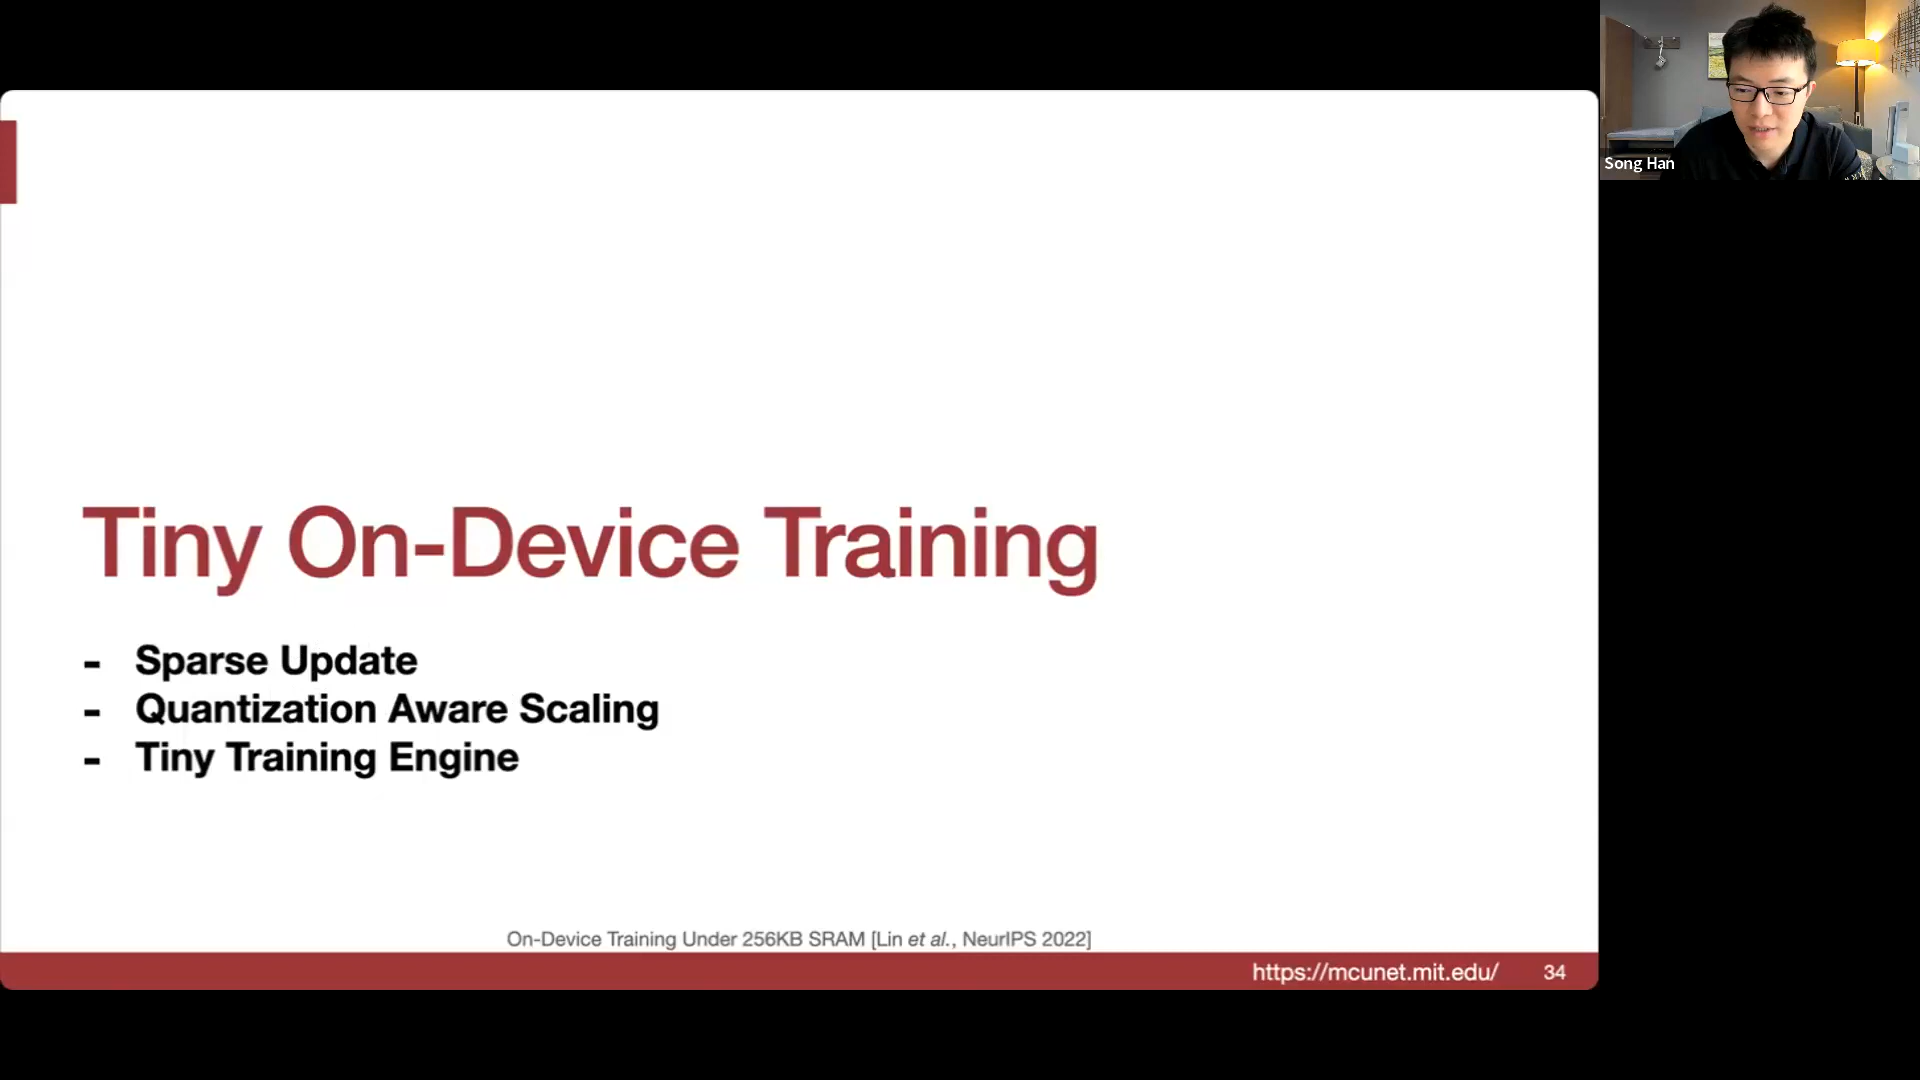 Song Han
Tiny On-Device Training
- Sparse Update
- Quantization Aware Scaling
- Tiny Training Engine
On-Device Training Under 256KB SRAM [Lin et al., NeurIPS 2022]
https://mcunet.mit.edu/ 34